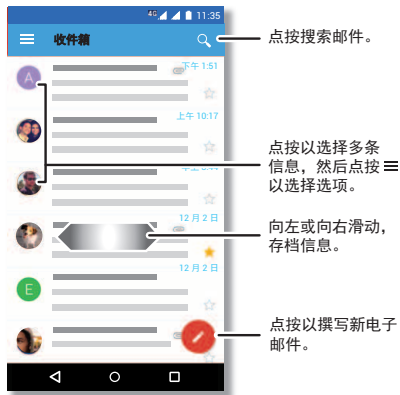 4G 11:35
收件箱
点按搜索邮件。
A
下午 1:51
上午 10:17
点按以选择多条
信息，然后点按
以选择选项。
12 月 2 日
向左或向右滑动，
存档信息。
12 月 2 日
E
点按以撰写新电子
邮件。